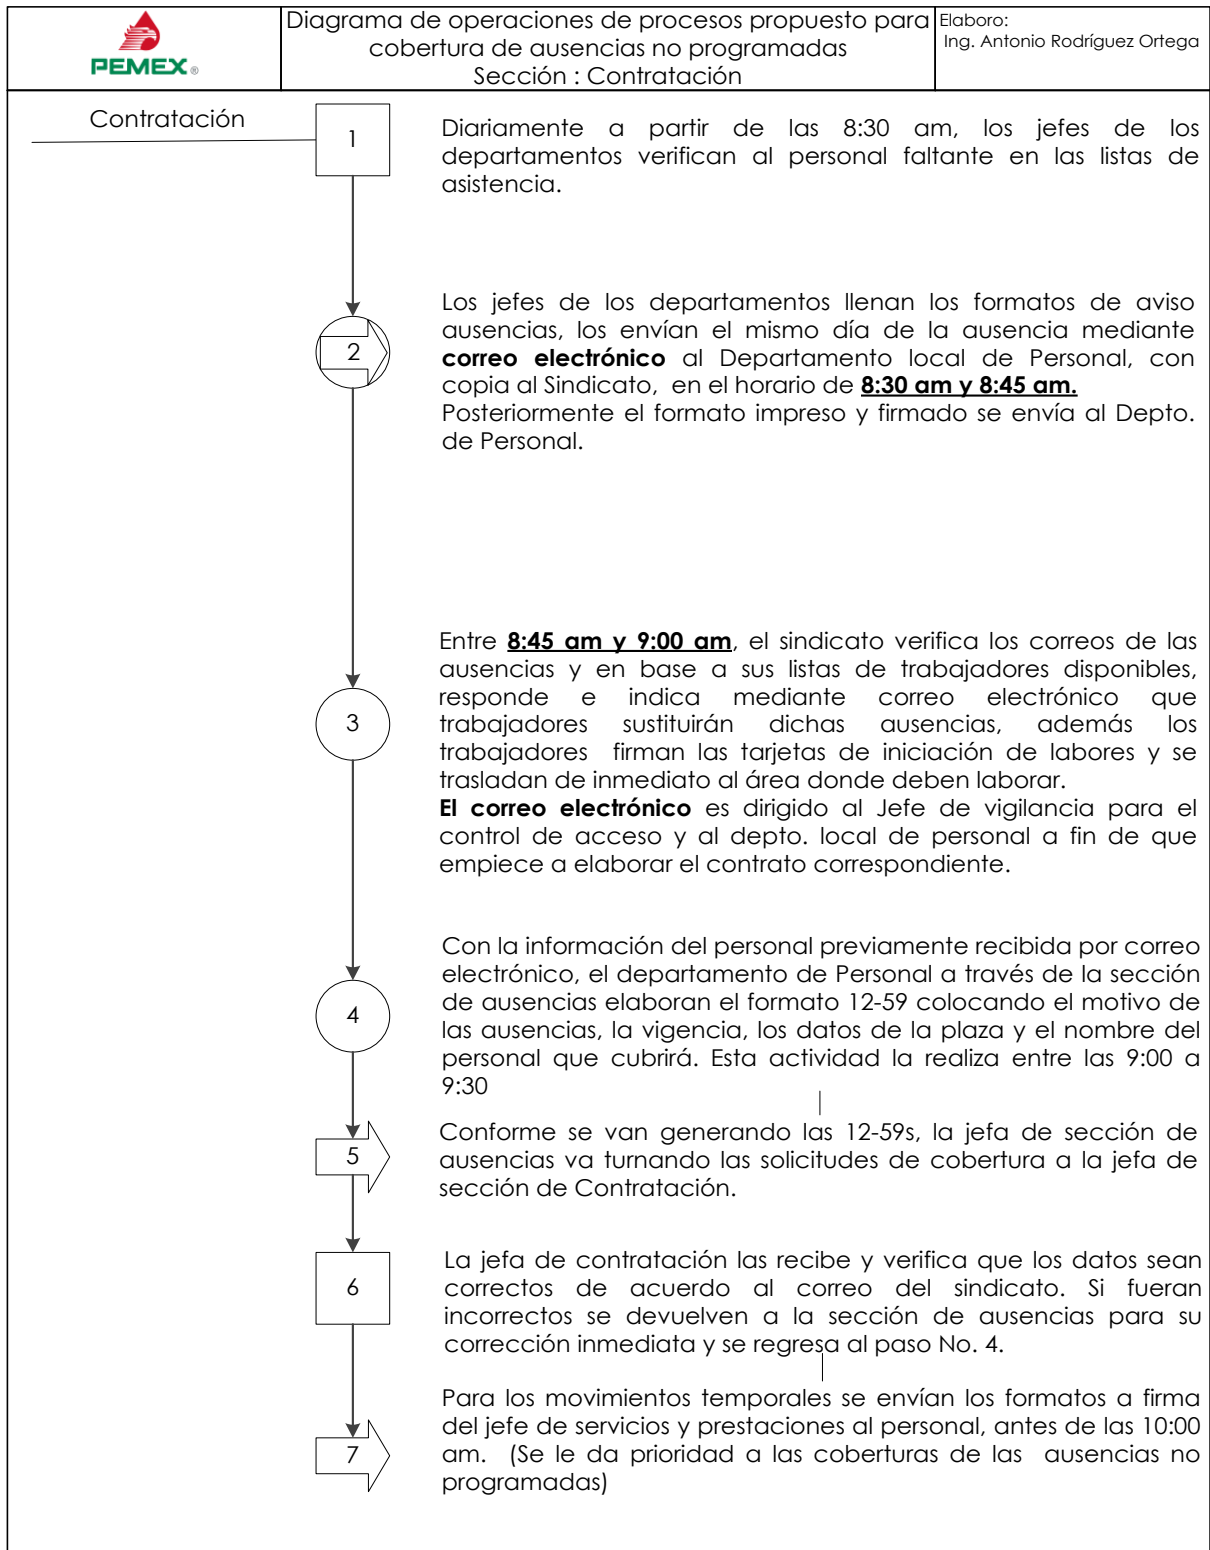 PEMEX®
Diagrama de operaciones de procesos propuesto para
cobertura de ausencias no programadas
Sección : Contratación
Elaboro:
Ing. Antonio Rodríguez Ortega
Contratación
1
Diariamente a partir de las 8:30 am, los jefes de los
departamentos verifican al personal faltante en las listas de
asistencia.
2
Los jefes de los departamentos llenan los formatos de aviso
ausencias, los envían el mismo día de la ausencia mediante
correo electrónico al Departamento local de Personal, con
copia al Sindicato, en el horario de 8:30 am y 8:45 am.
Posteriormente el formato impreso y firmado se envía al Depto.
de Personal.
3
Entre 8:45 am y 9:00 am, el sindicato verifica los correos de las
ausencias y en base a sus listas de trabajadores disponibles,
responde e indica mediante correo electrónico que
trabajadores sustituirán dichas ausencias, además los
trabajadores firman las tarjetas de iniciación de labores y se
trasladan de inmediato al área donde deben laborar.
El correo electrónico es dirigido al Jefe de vigilancia para el
control de acceso y al depto. local de personal a fin de que
empiece a elaborar el contrato correspondiente.
4
Con la información del personal previamente recibida por correo
electrónico, el departamento de Personal a través de la sección
de ausencias elaboran el formato 12-59 colocando el motivo de
las ausencias, la vigencia, los datos de la plaza y el nombre del
personal que cubrirá. Esta actividad la realiza entre las 9:00 a
9:30
5
Conforme se van generando las 12-59s, la jefa de sección de
ausencias va turnando las solicitudes de cobertura a la jefa de
sección de Contratación.
6
La jefa de contratación las recibe y verifica que los datos sean
correctos de acuerdo al correo del sindicato. Si fueran
incorrectos se devuelven a la sección de ausencias para su
corrección inmediata y se regresa al paso No. 4.
7
Para los movimientos temporales se envían los formatos a firma
del jefe de servicios y prestaciones al personal, antes de las 10:00
am. (Se le da prioridad a las coberturas de las ausencias no
programadas)